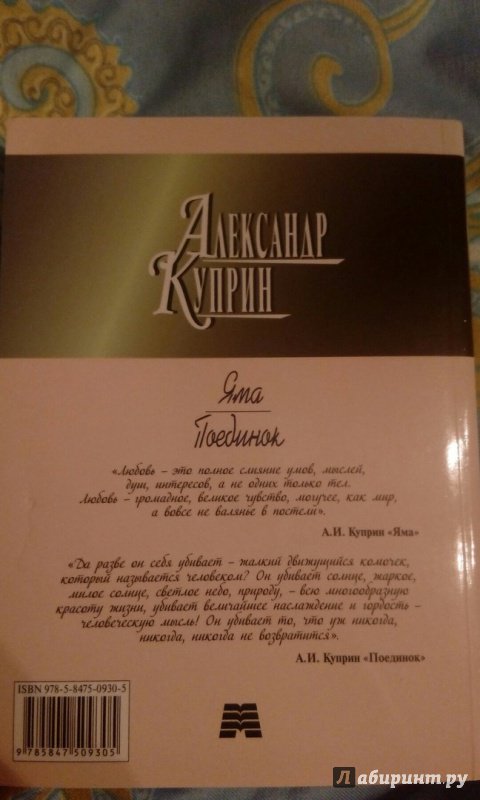 АЛЕКСАНДР
КУПРИН
Яма
Поединок
«Любовь – это полное слияние умов, мыслей,
душ, интересов, а не одних только тел.
Любовь – громадное, великое чувство, могучее, как мир,
а вовсе не валянье в постели».
А.И. Куприн «Яма»
«Да разве он себя убивает – жалкий движущийся комочек,
который называется человеком? Он убивает солнце, жаркое,
милое солнце, светлое небо, природу, – всю многообразную
красоту жизни, убивает величайшее наслаждение и гордость –
человеческую мысль! Он убивает то, что уж никогда,
никогда, никогда не возвратится».
А.И. Куприн «Поединок»
ISBN 978-5-8475-0930-5
9 785847 509305
Лабиринт.ру